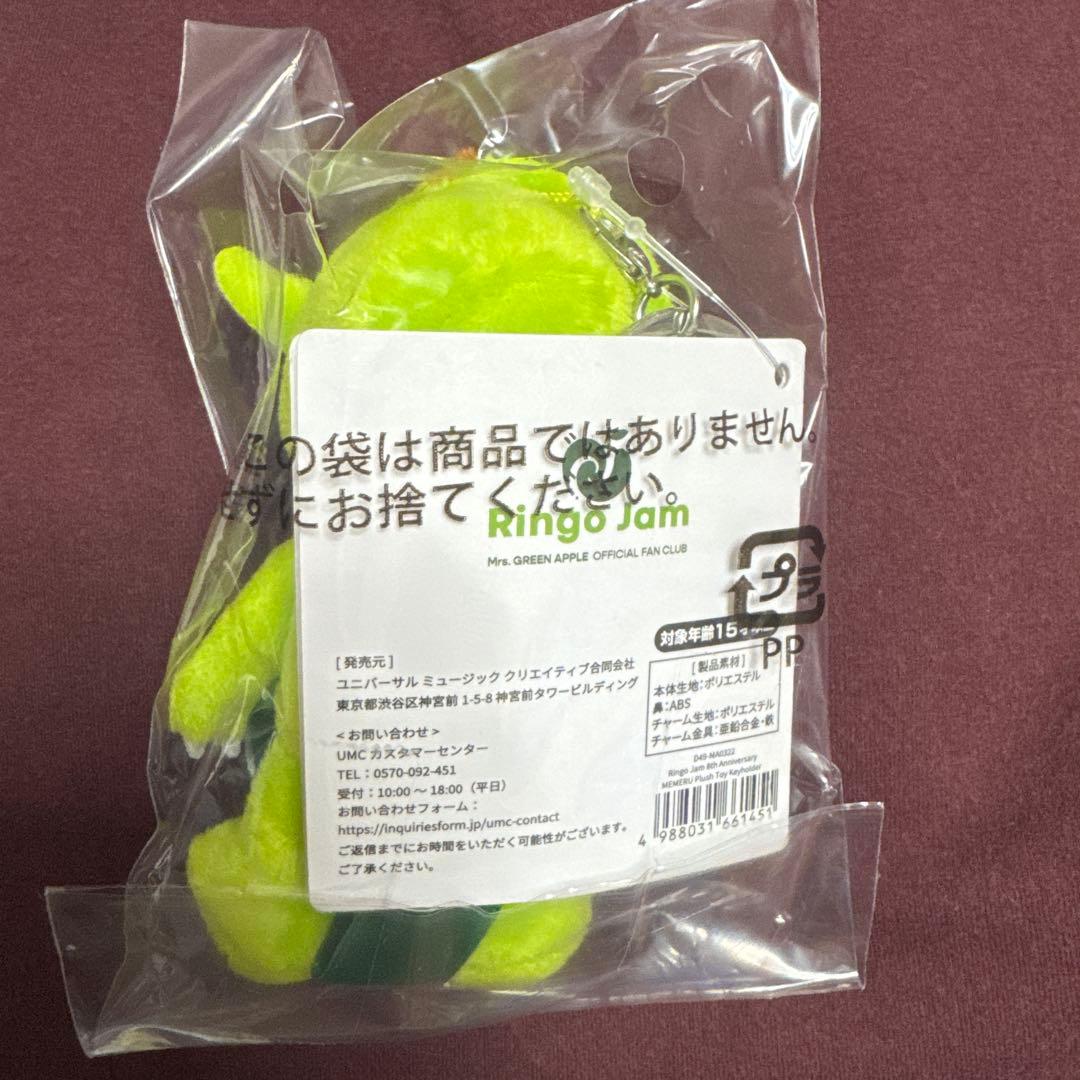 この袋は商品ではありません。
ずにお捨てください。
Ringo Jam
Mrs. GREEN APPLE OFFICIAL FAN CLUB
プラ
PP
対象年齢15
[発売元]
ユニバーサル ミュージック クリエイティブ合同会社
東京都渋谷区神宮前 1-5-8 神宮前タワービルディング
<お問い合わせ>
UMC カスタマーセンター
TEL：0570-092-451
受付：10:00 〜 18:00（平日）
お問い合わせフォーム：
https://inquiriesform.jp/umc-contact
ご返信までにお時間をいただく可能性がございます。
ご了承ください。
[製品素材]
本体生地：ポリエステル
鼻：ABS
チャーム生地：ポリエステル
チャーム金具：亜鉛合金・鉄
D49-MA0322
Ringo Jam 8th Anniversary
MEMERU Plush Toy Keyholder
4 988031 661451